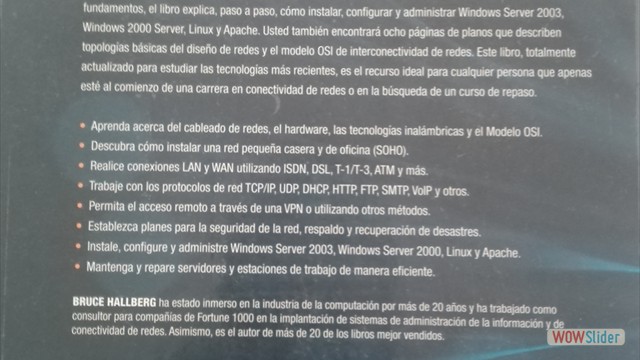 fundamentos, el libro explica, paso a paso, cómo instalar, configurar y administrar Windows Server 2003,
Windows 2000 Server, Linux y Apache. Usted también encontrará ocho páginas de planos que describen
topologías básicas del diseño de redes y el modelo OSI de interconectividad de redes. Este libro, totalmente
actualizado para estudiar las tecnologías más recientes, es el recurso ideal para cualquier persona que apenas
esté al comienzo de una carrera en conectividad de redes o en la búsqueda de un curso de repaso.
• Aprenda acerca del cableado de redes, el hardware, las tecnologías inalámbricas y el Modelo OSI.
• Descubra cómo instalar una red pequeña casera y de oficina (SOHO).
• Realice conexiones LAN y WAN utilizando ISDN, DSL, T-1/T-3, ATM y más.
• Trabaje con los protocolos de red TCP/IP, UDP, DHCP, HTTP, FTP, SMTP, VoIP y otros.
• Permita el acceso remoto a través de una VPN o utilizando otros métodos.
• Establezca planes para la seguridad de la red, respaldo y recuperación de desastres.
• Instale, configure y administre Windows Server 2003, Windows Server 2000, Linux y Apache.
• Mantenga y repare servidores y estaciones de trabajo de manera eficiente.
BRUCE HALLBERG ha estado inmerso en la industria de la computación por más de 20 años y ha trabajado como
consultor para compañías de Fortune 1000 en la implantación de sistemas de administración de la información y de
conectividad de redes. Asimismo, es el autor de más de 20 de los libros mejor vendidos.
WOWSlider